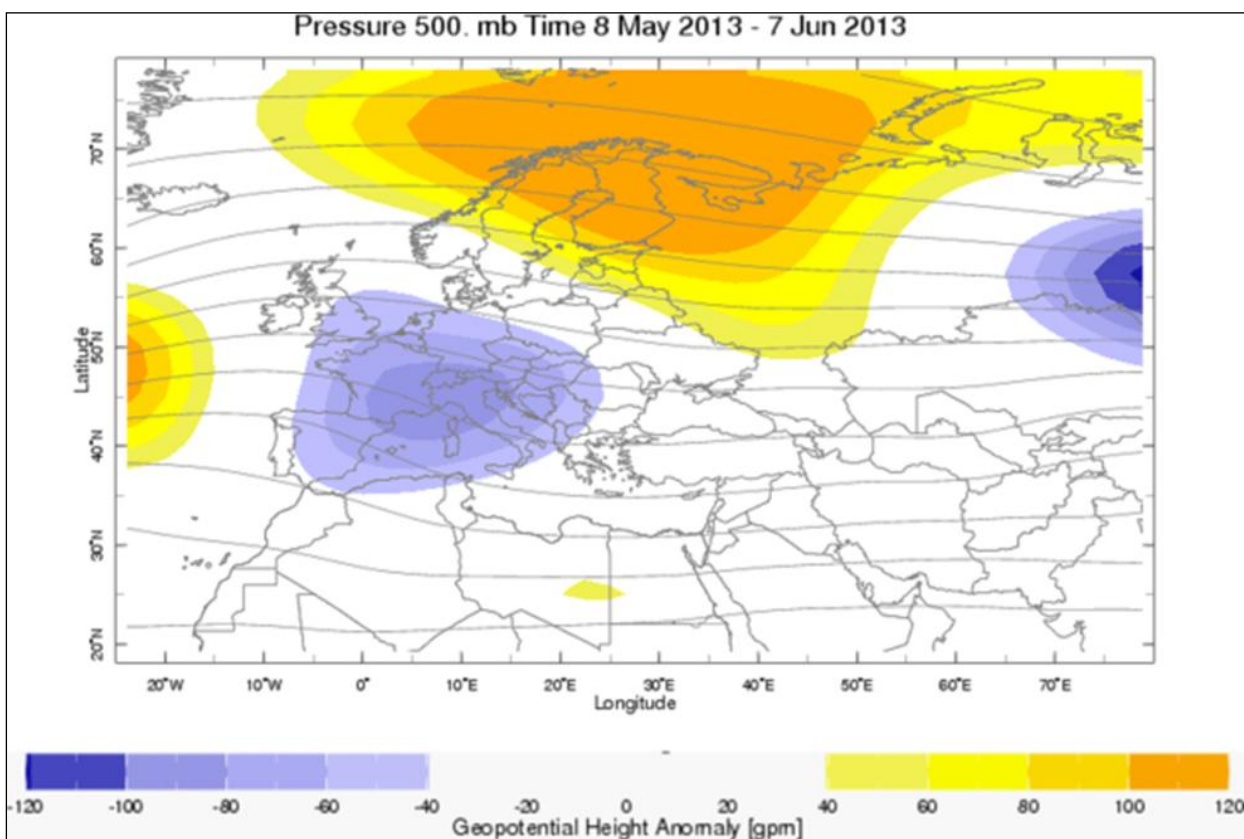 Pressure 500. mb Time 8 May 2013 - 7 Jun 2013
Latitude
70°N
60°N
50°N
40°N
30°N
20°N
20°W 10°W 0° 10°E 20°E 30°E 40°E 50°E 60°E 70°E
Longitude
-120 -100 -80 -60 -40 0 20 40 60 80 100 120
Geopotential Height Anomaly [gpm]